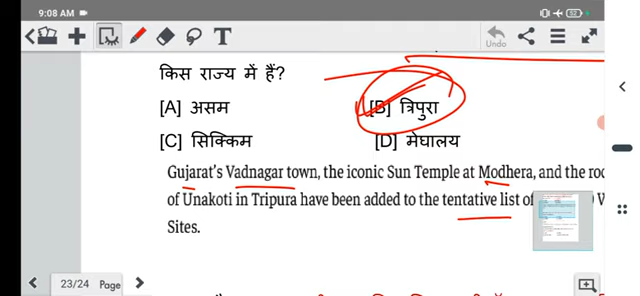 9:08 AM
52
Undo
किस राज्य में हैं?
[A] असम [B] त्रिपुरा
[C] सिक्किम [D] मेघालय
Gujarat's Vadnagar town, the iconic Sun Temple at Modhera, and the
of Unakoti in Tripura have been added to the tentative list of
Sites.
23/24 Page